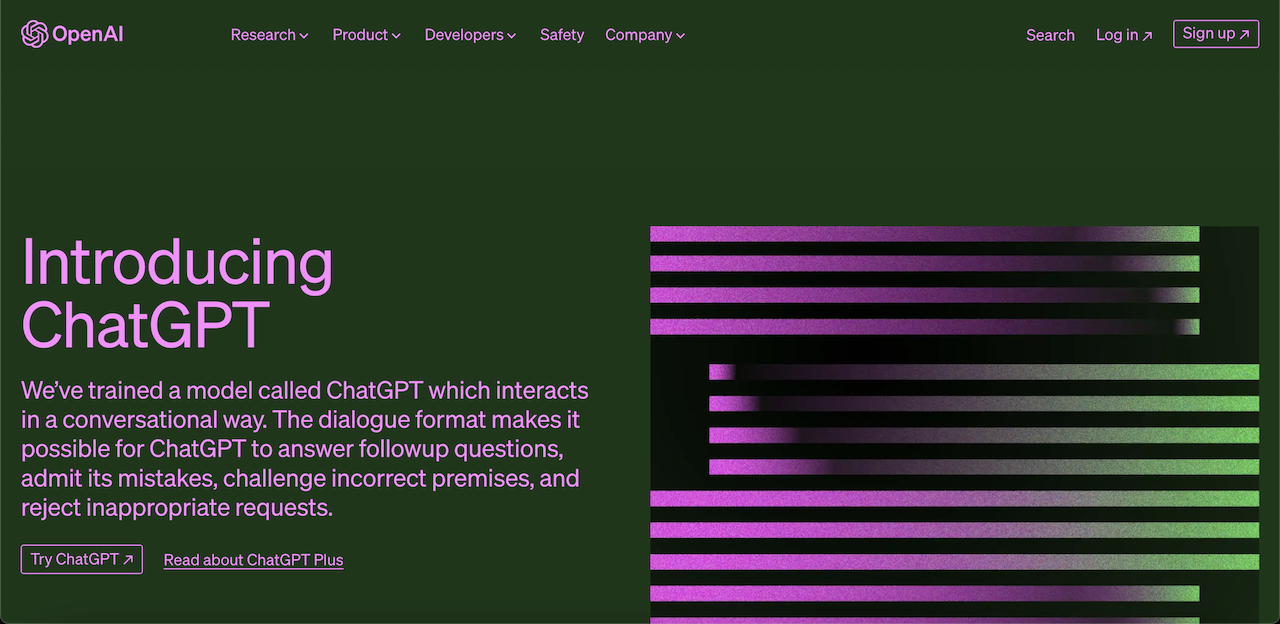 OpenAI
Research
Product
Developers
Safety
Company
Search
Log in ↗
Sign up ↗
Introducing
ChatGPT
We’ve trained a model called ChatGPT which interacts
in a conversational way. The dialogue format makes it
possible for ChatGPT to answer followup questions,
admit its mistakes, challenge incorrect premises, and
reject inappropriate requests.
Try ChatGPT ↗
Read about ChatGPT Plus